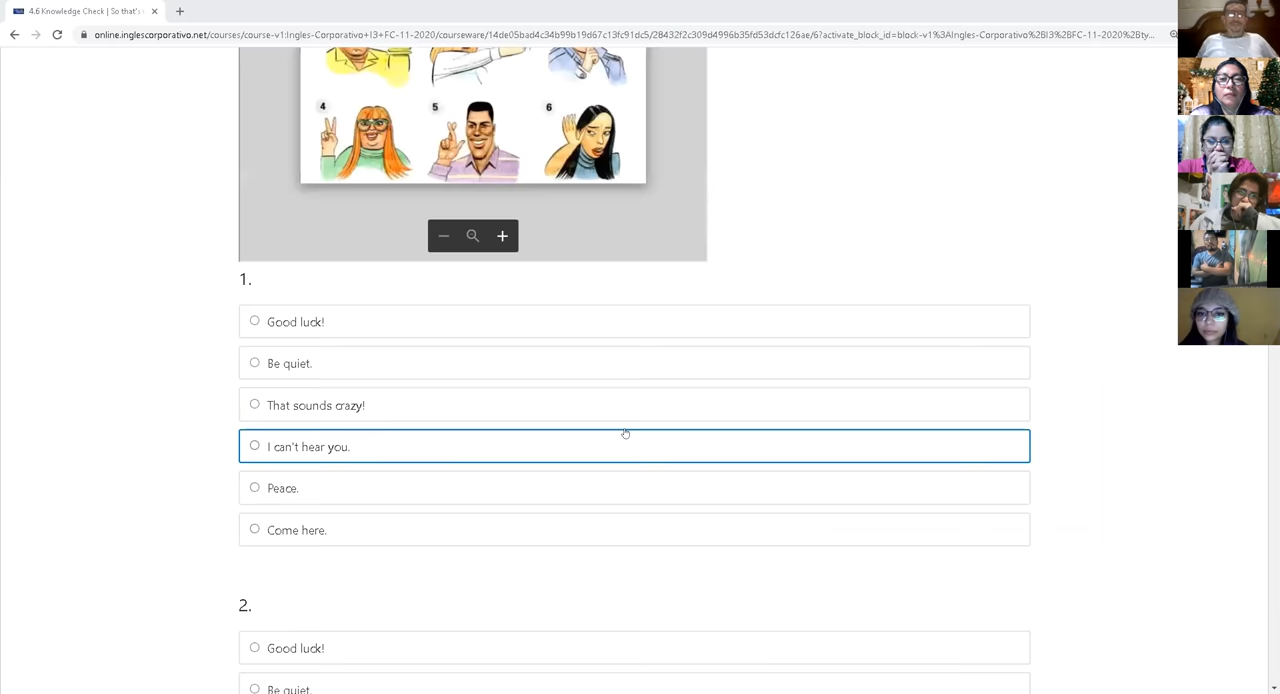 4.6 Knowledge Check | So that's
online.inglescorporativo.net/courses/course-v1:Ingles-Corporativo+I3+FC-11-2020/courseware/14de05bad4c34b99b19d67c13fc91dc5/28432f2c309d4996b35fd53dcfc126ae/6?activate_block_id=block-v1%3AIngles-Corporativo%2BI3%2BFC-11-2020%2Bty...
4
5
6
1.
Good luck!
Be quiet.
That sounds crazy!
I can't hear you.
Peace.
Come here.
2.
Good luck!
Be quiet.